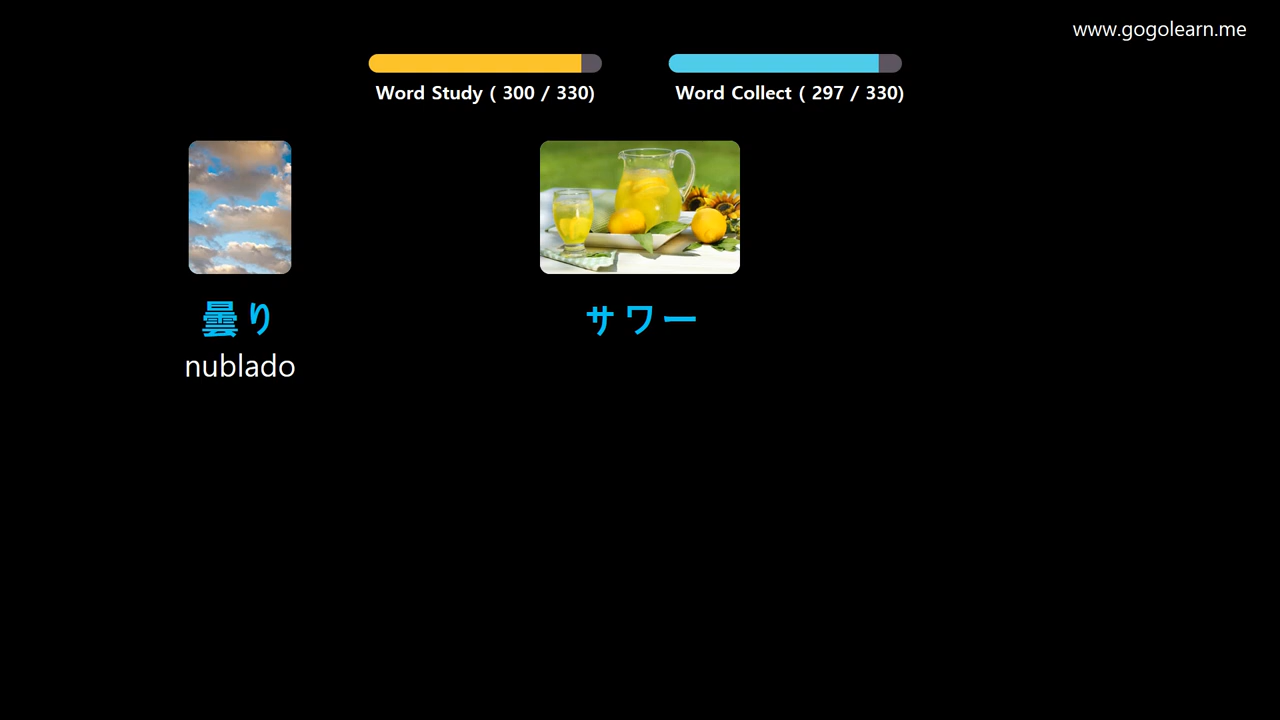 www.gogolearn.me
Word Study ( 300 / 330)
Word Collect ( 297 / 330)
曇り
nublado
サワー